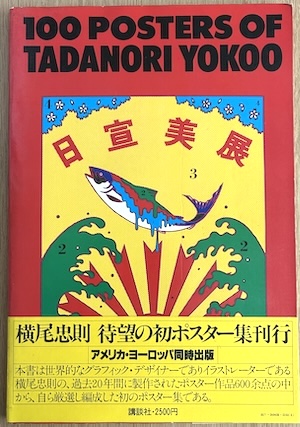 100 POSTERS OF
TADANORI YOKOO
日宣美展
1
4
3
2
2
2
横尾忠則 待望の初ポスター集刊行
アメリカ・ヨーロッパ同時出版
本書は世界的なグラフィック・デザイナーでありイラストレーターである
横尾忠則の、過去20年間に製作されたポスター作品600余点の中
から、自ら厳選し編成した初のポスター集である。
講談社・2500円